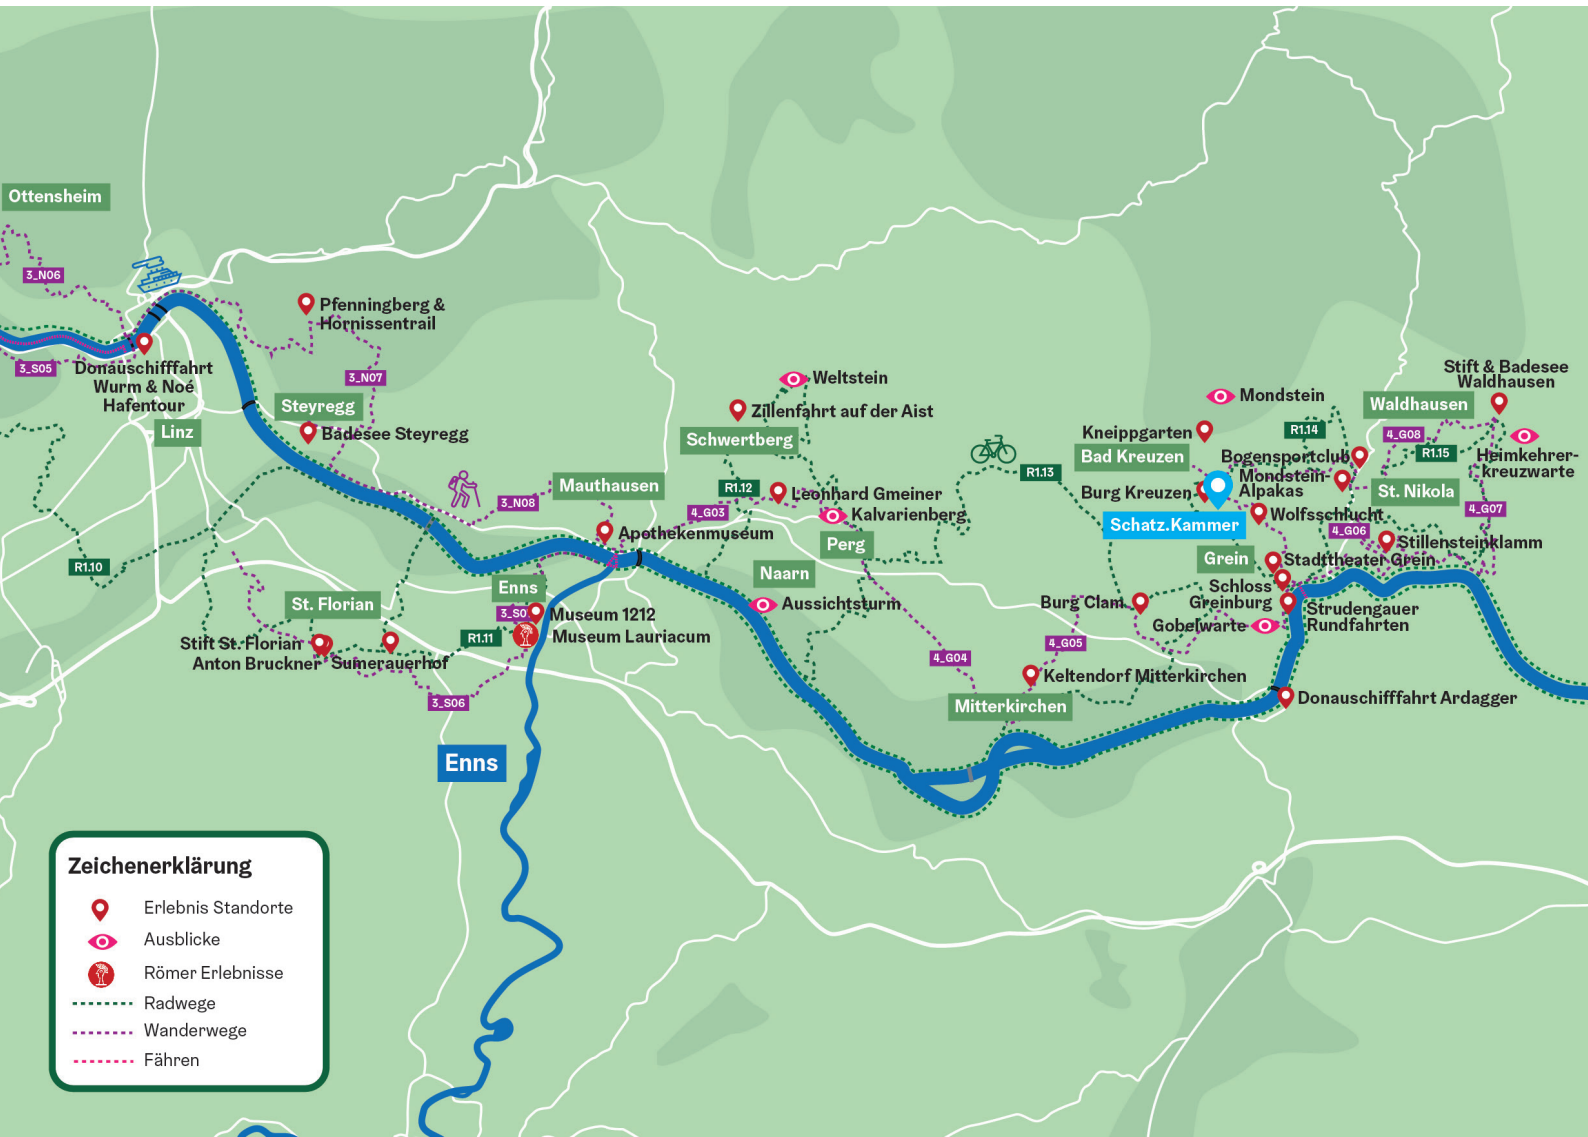 Ottensheim
3_N06
3_S05
Donauschifffahrt
Wurm & Noé
Hafentour
Linz
Pfenningberg &
Hornissentrail
3_N07
Steyregg
Badesee Steyregg
3_N08
Mauthausen
Apothekenmuseum
R1.10
St. Florian
Stift St. Florian
Anton Bruckner
Sumerauerhof
R1.11
3_S06
Enns
3_S0
Museum 1212
Museum Lauriacum
Enns
Weltstein
Zillenfahrt auf der Aist
Schwertberg
R1.12
4_G03
Leonhard Gmeiner
Kalvarienberg
Perg
Naarn
Aussichtsturm
R1.13
4_G04
Mitterkirchen
4_G05
Keltendorf Mitterkirchen
Burg Clam
Gobelwarte
Mondstein
Kneippgarten
Bad Kreuzen
Burg Kreuzen
Schatz.Kammer
Bogensportclub
Mondstein-
Alpakas
Wolfsschlucht
Grein
Stadttheater Grein
Schloss
Greinburg
Strudengauer
Rundfahrten
Donauschifffahrt Ardagger
R1.14
4_G08
R1.15
Waldhausen
Stift & Badesee
Waldhausen
Heimkehrer-
kreuzwarte
St. Nikola
4_G06
4_G07
Stillensteinklamm
Zeichenerklärung
Erlebnis Standorte
Ausblicke
Römer Erlebnisse
Radwege
Wanderwege
Fähren